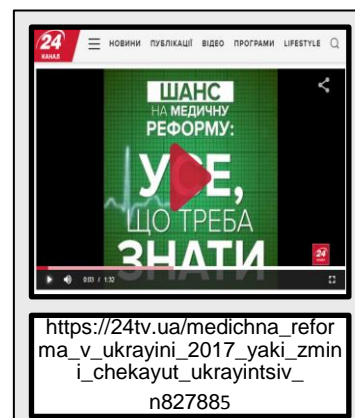 24 НОВИНИ ПУБЛІКАЦІЇ ВІДЕО ПРОГРАМИ LIFESTYLE
КАНАЛ
ШАНС
НА МЕДИЧНУ
РЕФОРМУ:
УСЕ,
ЩО ТРЕБА
ЗНАТИ
24
0:03 / 1:32
https://24tv.ua/medichna_refor
ma_v_ukrayini_2017_yaki_zmin
i_chekayut_ukrayintsiv_
n827885